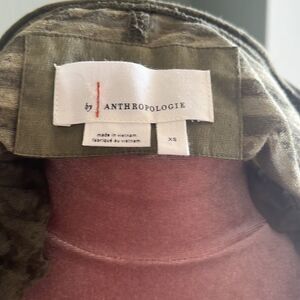 by ANTHROPOLOGIE
made in vietnam
fabriqué au vietnam
XS